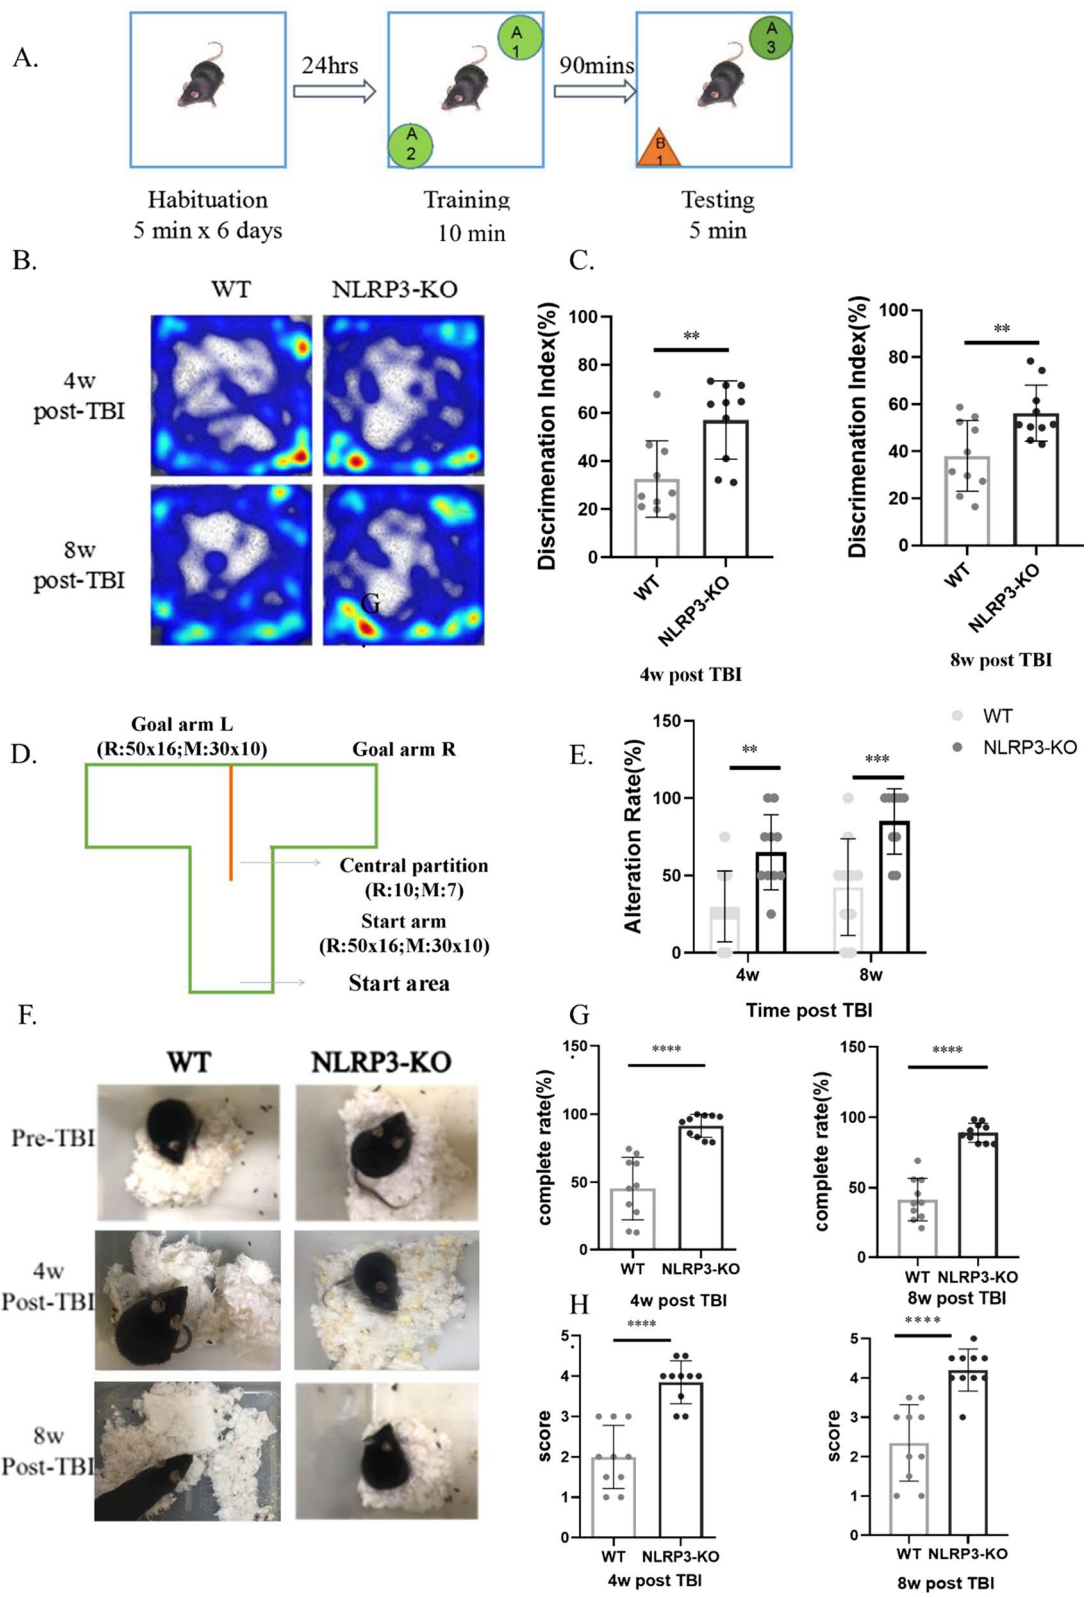 A.
A
1
A
2
24hrs
90mins
A
3
B
1
Habituation
5 min x 6 days
Training
10 min
Testing
5 min
B.
WT
NLRP3-KO
4w
post-TBI
8w
post-TBI
G
.
C.
Discrimenation Index(%)
100
80
60
40
20
0
**
WT
NLRP3-KO
4w post TBI
Discrimenation Index(%)
100
80
60
40
20
0
**
WT
NLRP3-KO
8w post TBI
D.
Goal arm L
(R:50x16;M:30x10)
Goal arm R
Central partition
(R:10;M:7)
Start arm
(R:50x16;M:30x10)
Start area
E.
Alteration Rate(%)
150
100
50
0
**
***
4w
8w
Time post TBI
WT
NLRP3-KO
F.
WT
NLRP3-KO
Pre-TBI
4w
Post-TBI
8w
Post-TBI
G
.
complete rate(%)
150
100
50
0
****
WT
NLRP3-KO
4w post TBI
complete rate(%)
150
100
50
0
****
WT
NLRP3-KO
8w post TBI
H
.
score
5
4
3
2
1
0
****
WT
NLRP3-KO
4w post TBI
score
5
4
3
2
1
0
****
WT
NLRP3-KO
8w post TBI